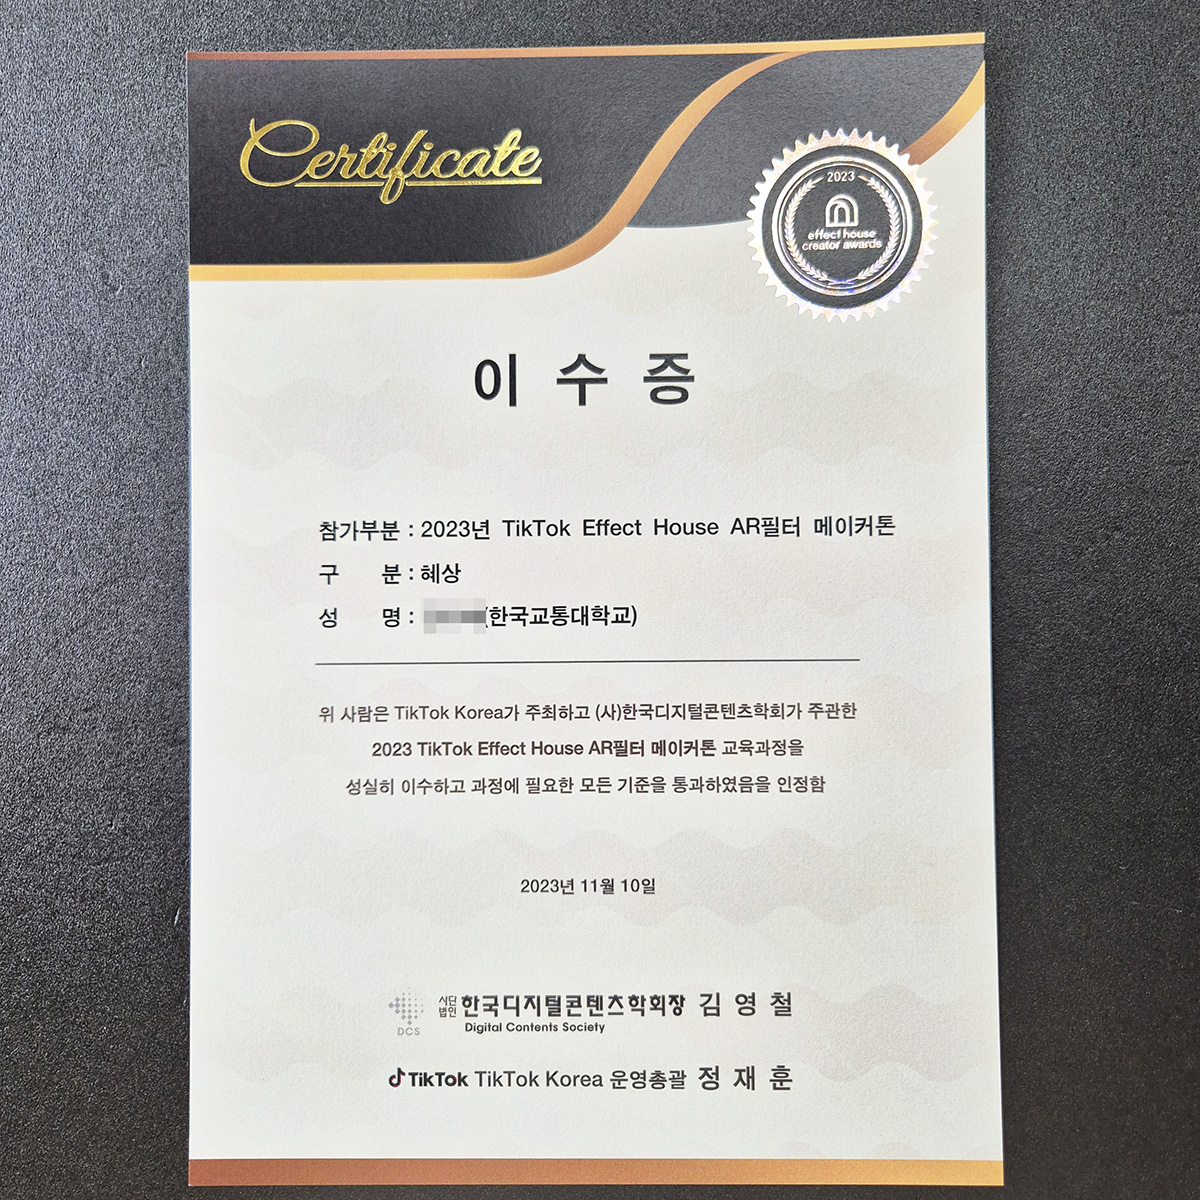 Certificate
2023
effect house
creator awards
이 수 증
참가부분 : 2023년 TikTok Effect House AR필터 메이커톤
구 분 : 혜상
성 명 : (한국교통대학교)
위 사람은 TikTok Korea가 주최하고 (사)한국디지털콘텐츠학회가 주관한
2023 TikTok Effect House AR필터 메이커톤 교육과정을
성실히 이수하고 과정에 필요한 모든 기준을 통과하였음을 인정함
2023년 11월 10일
DCS 사단법인 한국디지털콘텐츠학회장 김 영 철
Digital Contents Society
TikTok TikTok Korea 운영총괄 정 재 훈